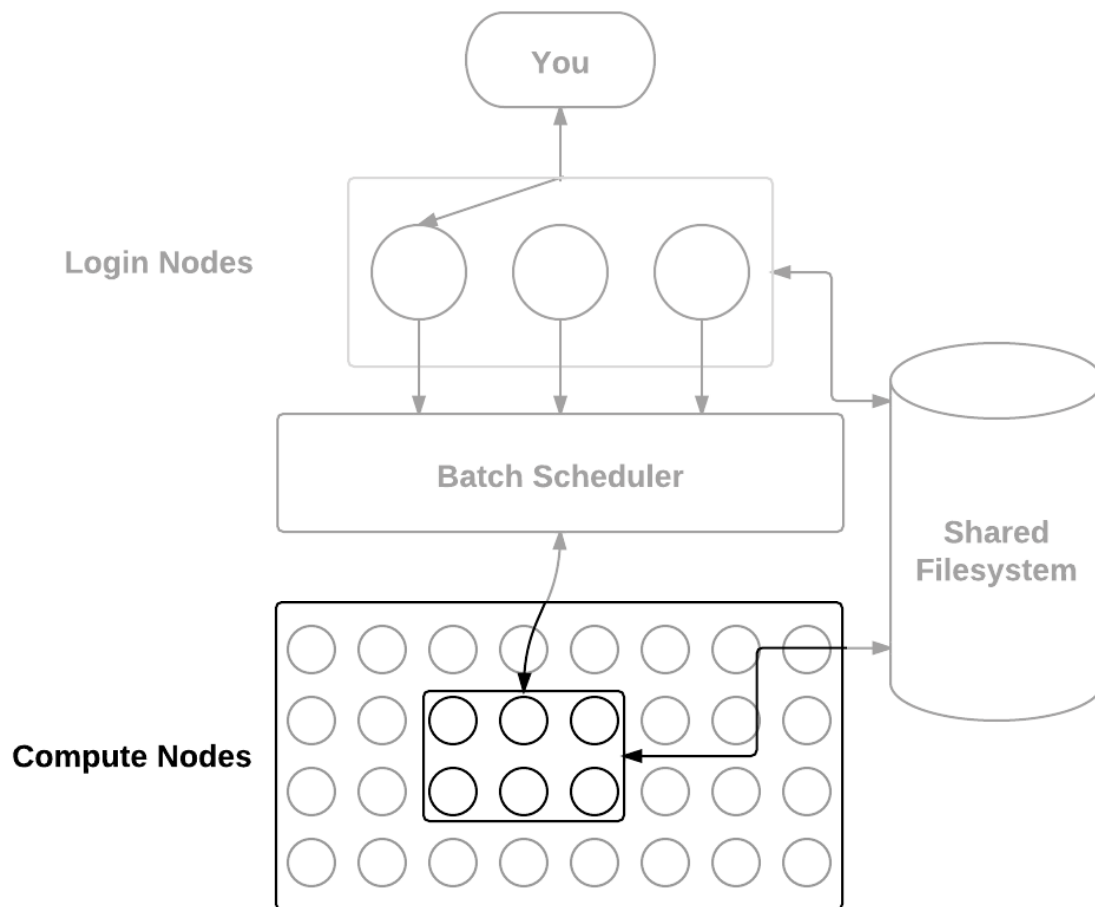 You
Login Nodes
Batch Scheduler
Shared
Filesystem
Compute Nodes